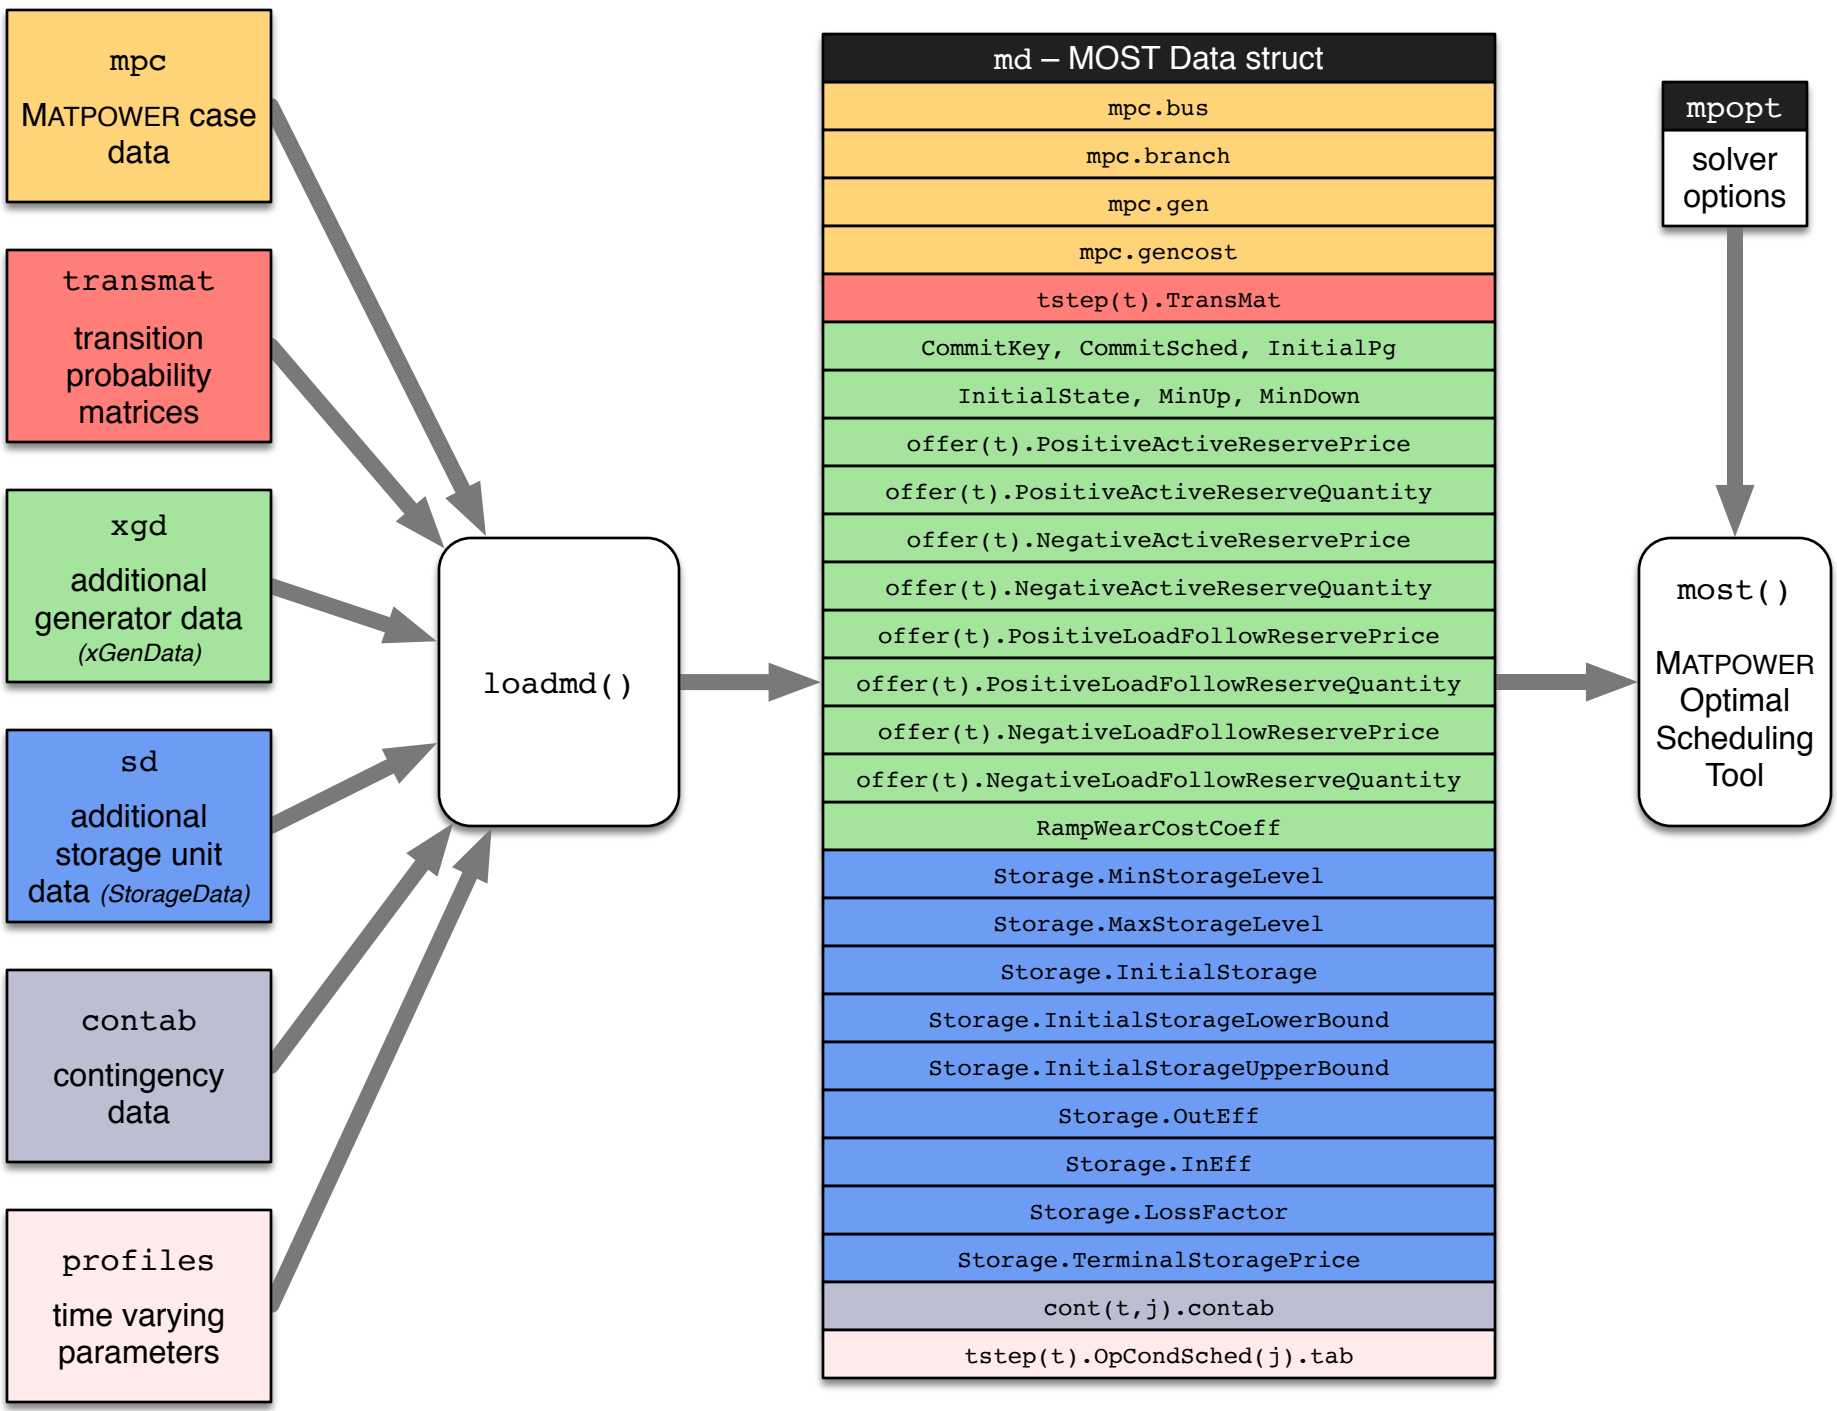 mpc
MATPOWER case
data
transmat
transition
probability
matrices
xgd
additional
generator data
(xGenData)
sd
additional
storage unit
data (StorageData)
contab
contingency
data
profiles
time varying
parameters
loadmd()
md – MOST Data struct
mpc.bus
mpc.branch
mpc.gen
mpc.gencost
tstep(t).TransMat
CommitKey, CommitSched, InitialPg
InitialState, MinUp, MinDown
offer(t).PositiveActiveReservePrice
offer(t).PositiveActiveReserveQuantity
offer(t).NegativeActiveReservePrice
offer(t).NegativeActiveReserveQuantity
offer(t).PositiveLoadFollowReservePrice
offer(t).PositiveLoadFollowReserveQuantity
offer(t).NegativeLoadFollowReservePrice
offer(t).NegativeLoadFollowReserveQuantity
RampWearCostCoeff
Storage.MinStorageLevel
Storage.MaxStorageLevel
Storage.InitialStorage
Storage.InitialStorageLowerBound
Storage.InitialStorageUpperBound
Storage.OutEff
Storage.InEff
Storage.LossFactor
Storage.TerminalStoragePrice
cont(t,j).contab
tstep(t).OpCondSched(j).tab
mpopt
solver
options
most()
MATPOWER
Optimal
Scheduling
Tool